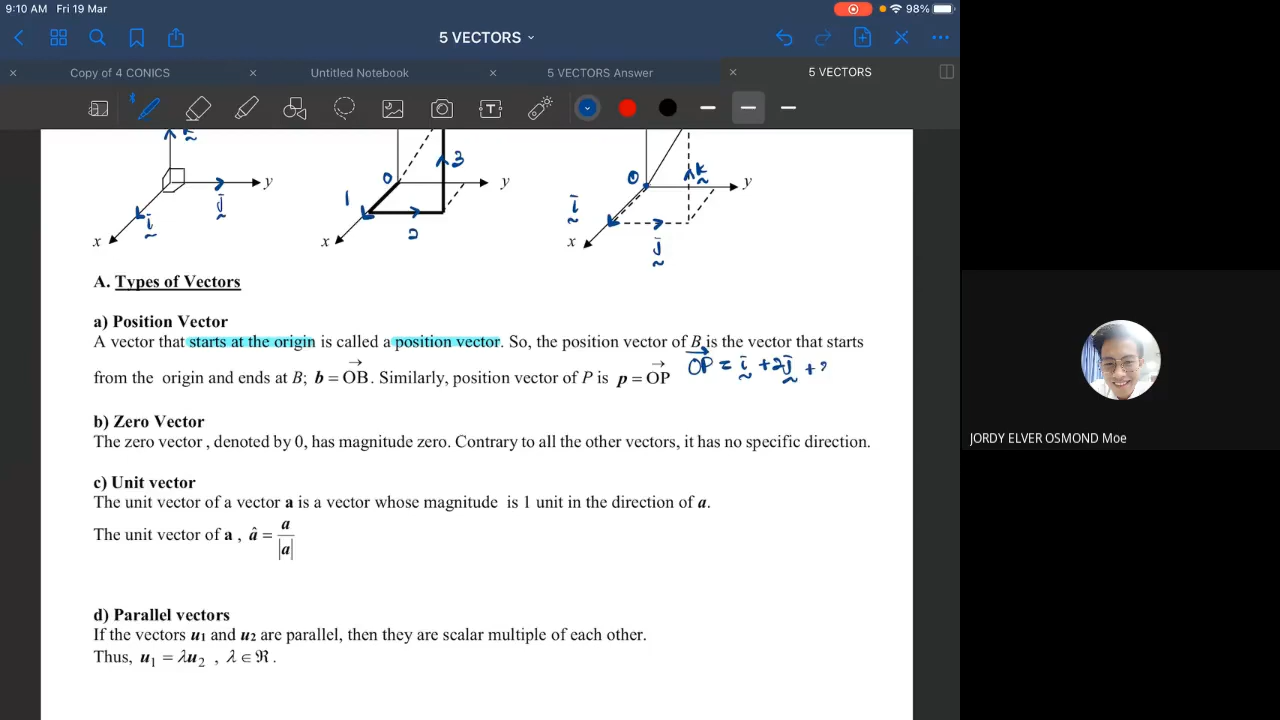 9:10 AM Fri 19 Mar
98%
5 VECTORS
Copy of 4 CONICS
Untitled Notebook
5 VECTORS Answer
5 VECTORS
k
y
j
i
x
0
3
1
2
y
x
0
k
y
i
j
x
A. Types of Vectors
a) Position Vector
A vector that starts at the origin is called a position vector. So, the position vector of B is the vector that starts
from the origin and ends at B; b = →OB. Similarly, position vector of P is p = →OP
→OP = i + 2j +
b) Zero Vector
The zero vector , denoted by 0, has magnitude zero. Contrary to all the other vectors, it has no specific direction.
c) Unit vector
The unit vector of a vector a is a vector whose magnitude is 1 unit in the direction of a.
The unit vector of a , â = a / |a|
d) Parallel vectors
If the vectors u₁ and u₂ are parallel, then they are scalar multiple of each other.
Thus, u₁ = λu₂ , λ ∈ ℜ .
JORDY ELVER OSMOND Moe